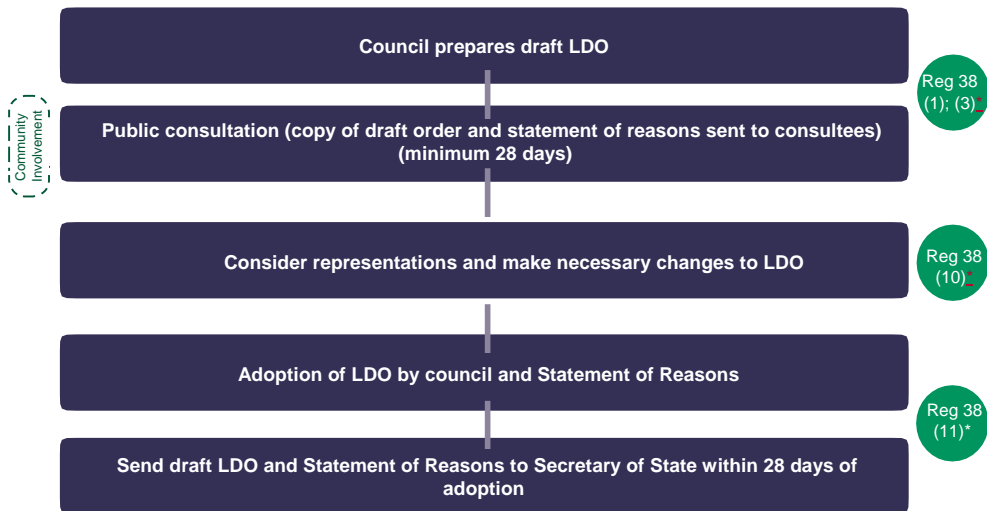 Council prepares draft LDO
Reg 38
(1); (3)*
Community
Involvement
Public consultation (copy of draft order and statement of reasons sent to consultees)
(minimum 28 days)
Consider representations and make necessary changes to LDO
Reg 38
(10)*
Adoption of LDO by council and Statement of Reasons
Reg 38
(11)*
Send draft LDO and Statement of Reasons to Secretary of State within 28 days of
adoption